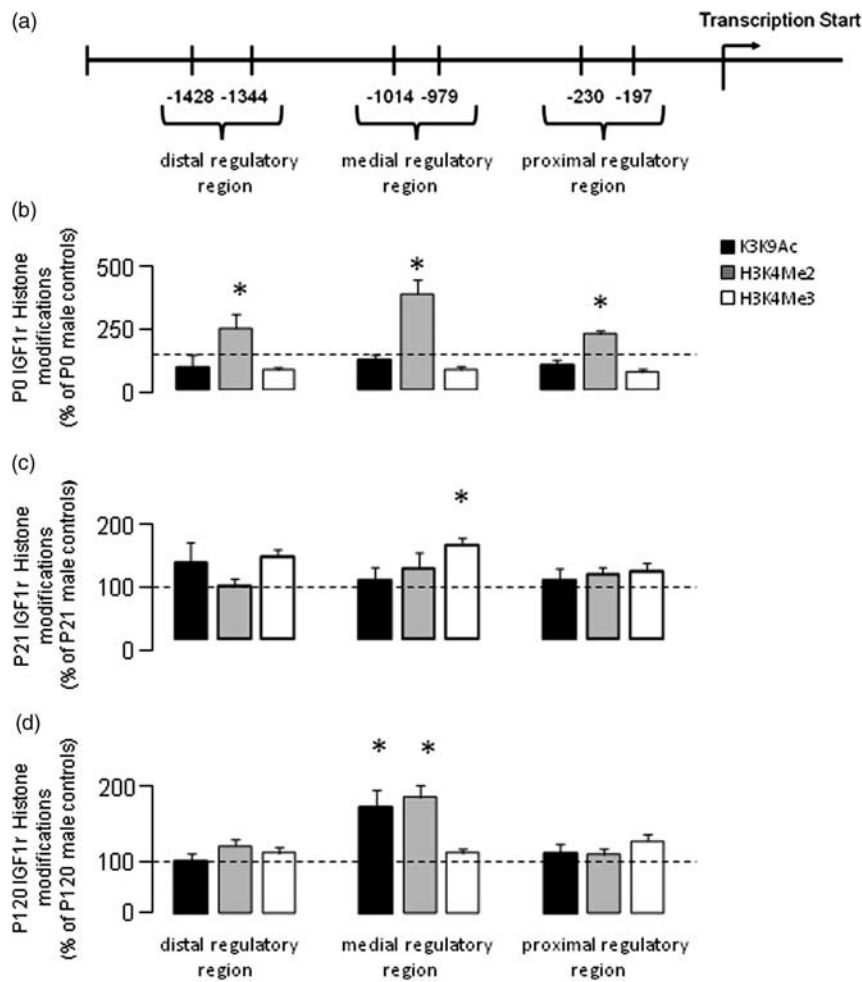 (a)
Transcription Start
-1428 -1344
-1014 -979
-230 -197
distal regulatory
region
medial regulatory
region
proximal regulatory
region
(b)
P0 IGF1r Histone
modifications
(% of P0 male controls)
500
250
0
*
*
*
K3K9Ac
H3K4Me2
H3K4Me3
(c)
P21 IGF1r Histone
modifications
(% of P21 male controls)
200
100
0
*
(d)
P120 IGF1r Histone
modifications
(% of P120 male controls)
200
100
0
*
*
distal regulatory
region
medial regulatory
region
proximal regulatory
region